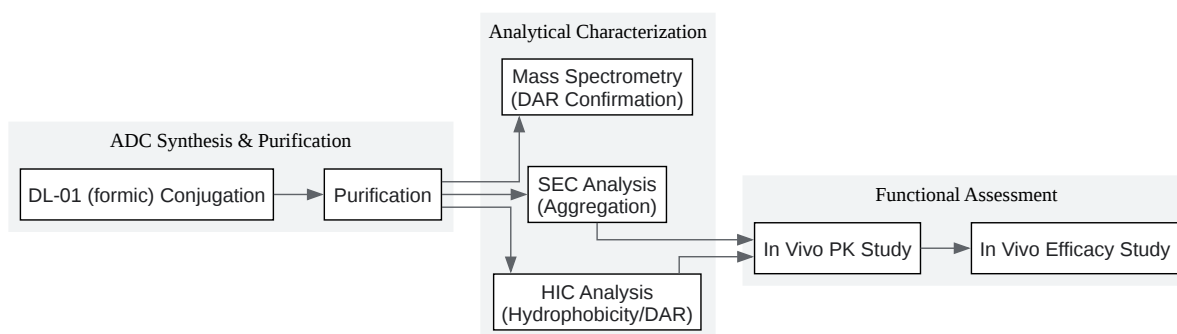 ADC Synthesis & Purification
DL-01 (formic) Conjugation
Purification
Analytical Characterization
Mass Spectrometry
(DAR Confirmation)
SEC Analysis
(Aggregation)
HIC Analysis
(Hydrophobicity/DAR)
Functional Assessment
In Vivo PK Study
In Vivo Efficacy Study